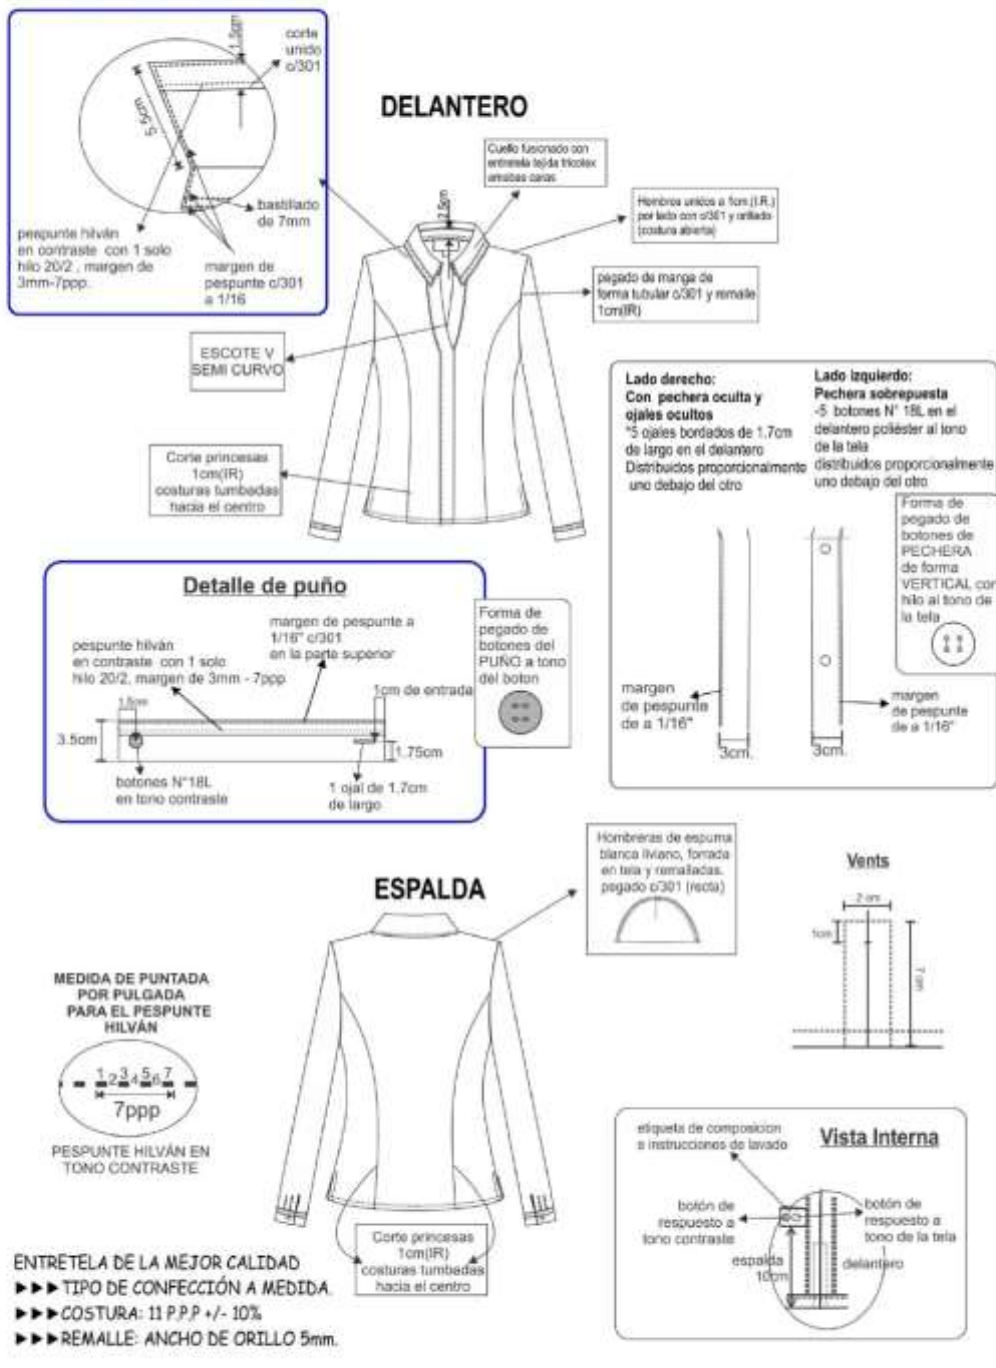 1.5cm
corte
unido
c/301
5.5cm
bastillado
de 7mm
pespunte hilván
en contraste con 1 solo
hilo 20/2 , margen de
3mm-7ppp.
margen de
pespunte c/301
a 1/16
DELANTERO
Cuello fusionado con
entretela tejida tricotex
ambas caras
2.5cm
Hombros unidos a 1cm (I.R.)
por lado con c/301 y orillado
(costura abierta)
pegado de manga de
forma tubular c/301 y remalle
1cm(IR)
ESCOTE V
SEMI CURVO
Corte princesas
1cm(IR)
costuras tumbadas
hacia el centro
Lado derecho:
Con pechera oculta y
ojales ocultos
*5 ojales bordados de 1.7cm
de largo en el delantero
Distribuidos proporcionalmente
uno debajo del otro
Lado izquierdo:
Pechera sobrepuesta
-5 botones N° 18L en el
delantero poliéster al tono
de la tela
distribuidos proporcionalmente
uno debajo del otro
Forma de
pegado de
botones de
PECHERA
de forma
VERTICAL con
hilo al tono de
la tela
margen
de pespunte
de a 1/16"
3cm.
3cm.
margen
de pespunte
de a 1/16"
Detalle de puño
pespunte hilván
en contraste con 1 solo
hilo 20/2, margen de 3mm - 7ppp
margen de pespunte a
1/16" c/301
en la parte superior
1cm de entrada
1.5cm
3.5cm
1.75cm
botones N°18L
en tono contraste
1 ojal de 1.7cm
de largo
Forma de
pegado de
botones del
PUÑO a tono
del boton
ESPALDA
Hombreras de espuma
blanca liviano, forrada
en tela y remalladas.
pegado c/301 (recta)
Vents
2 cm
1cm
7 cm
MEDIDA DE PUNTADA
POR PULGADA
PARA EL PESPUNTE
HILVÁN
1 2 3 4 5 6 7
7ppp
PESPUNTE HILVÁN EN
TONO CONTRASTE
Corte princesas
1cm(IR)
costuras tumbadas
hacia el centro
Vista Interna
etiqueta de composicion
e instrucciones de lavado
botón de
respuesto a
tono contraste
botón de
respuesto a
tono de la tela
espalda
10cm
delantero
ENTRETELA DE LA MEJOR CALIDAD
►►►TIPO DE CONFECCIÓN A MEDIDA.
►►►COSTURA: 11 P.P.P +/- 10%
►►►REMALLE: ANCHO DE ORILLO 5mm.